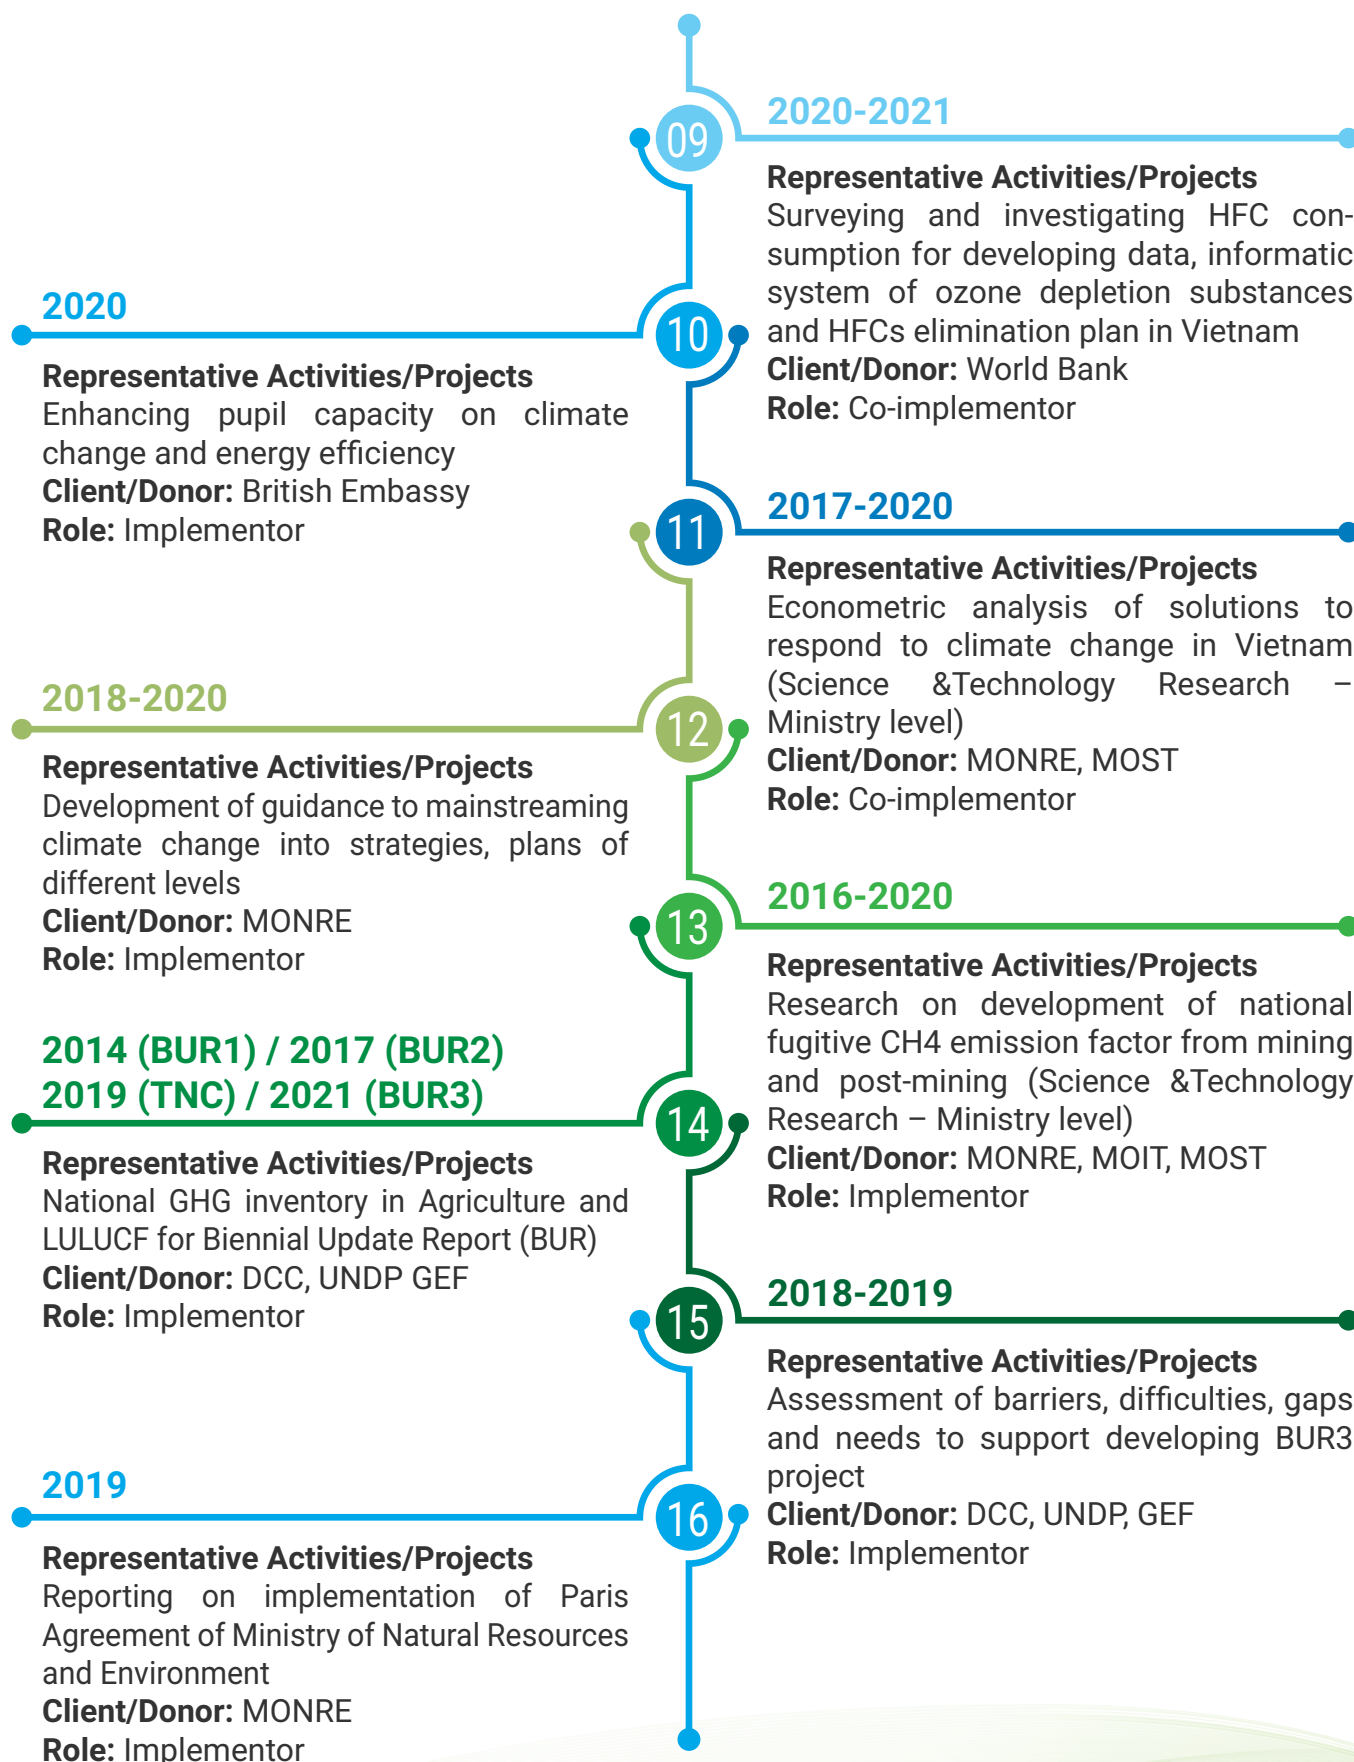 09
2020-2021
Representative Activities/Projects
Surveying and investigating HFC con-
sumption for developing data, informatic
system of ozone depletion substances
and HFCs elimination plan in Vietnam
Client/Donor: World Bank
Role: Co-implementor
2020
10
Representative Activities/Projects
Enhancing pupil capacity on climate
change and energy efficiency
Client/Donor: British Embassy
Role: Implementor
11
2017-2020
Representative Activities/Projects
Econometric analysis of solutions to
respond to climate change in Vietnam
(Science &Technology Research –
Ministry level)
Client/Donor: MONRE, MOST
Role: Co-implementor
2018-2020
12
Representative Activities/Projects
Development of guidance to mainstreaming
climate change into strategies, plans of
different levels
Client/Donor: MONRE
Role: Implementor
13
2016-2020
Representative Activities/Projects
Research on development of national
fugitive CH4 emission factor from mining
and post-mining (Science &Technology
Research – Ministry level)
Client/Donor: MONRE, MOIT, MOST
Role: Implementor
2014 (BUR1) / 2017 (BUR2)
2019 (TNC) / 2021 (BUR3)
14
Representative Activities/Projects
National GHG inventory in Agriculture and
LULUCF for Biennial Update Report (BUR)
Client/Donor: DCC, UNDP GEF
Role: Implementor
15
2018-2019
Representative Activities/Projects
Assessment of barriers, difficulties, gaps
and needs to support developing BUR3
project
Client/Donor: DCC, UNDP, GEF
Role: Implementor
2019
16
Representative Activities/Projects
Reporting on implementation of Paris
Agreement of Ministry of Natural Resources
and Environment
Client/Donor: MONRE
Role: Implementor